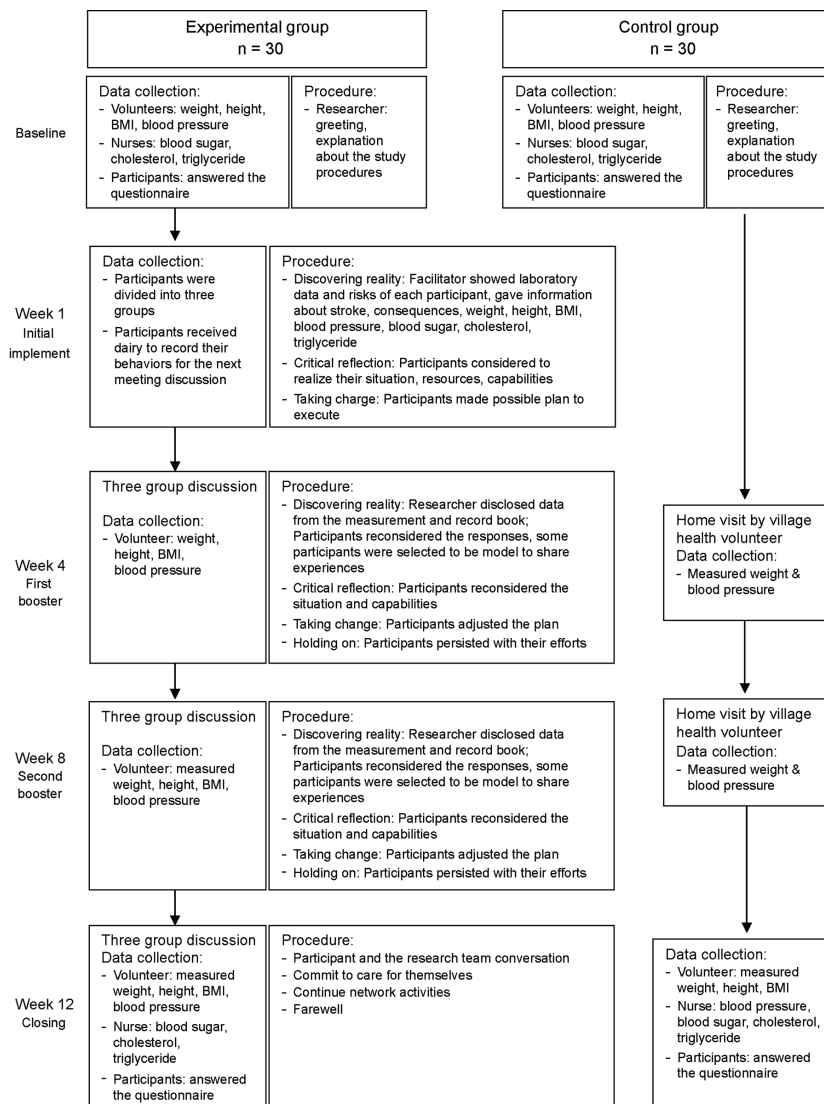 Experimental group
n = 30
Control group
n = 30
Baseline
Data collection:
- Volunteers: weight, height,
BMI, blood pressure
- Nurses: blood sugar,
cholesterol, triglyceride
- Participants: answered the
questionnaire
Procedure:
- Researcher:
greeting,
explanation
about the study
procedures
Data collection:
- Volunteers: weight, height,
BMI, blood pressure
- Nurses: blood sugar,
cholesterol, triglyceride
- Participants: answered the
questionnaire
Procedure:
- Researcher:
greeting,
explanation
about the study
procedures
Week 1
Initial
implement
Data collection:
- Participants were
divided into three
groups
- Participants received
dairy to record their
behaviors for the next
meeting discussion
Procedure:
- Discovering reality: Facilitator showed laboratory
data and risks of each participant, gave information
about stroke, consequences, weight, height, BMI,
blood pressure, blood sugar, cholesterol,
triglyceride
- Critical reflection: Participants considered to
realize their situation, resources, capabilities
- Taking charge: Participants made possible plan to
execute
Week 4
First
booster
Three group discussion
Data collection:
- Volunteer: weight,
height, BMI,
blood pressure
Procedure:
- Discovering reality: Researcher disclosed data
from the measurement and record book;
Participants reconsidered the responses, some
participants were selected to be model to share
experiences
- Critical reflection: Participants reconsidered the
situation and capabilities
- Taking change: Participants adjusted the plan
- Holding on: Participants persisted with their efforts
Home visit by village
health volunteer
Data collection:
- Measured weight &
blood pressure
Week 8
Second
booster
Three group discussion
Data collection:
- Volunteer: measured
weight, height, BMI,
blood pressure
Procedure:
- Discovering reality: Researcher disclosed data
from the measurement and record book;
Participants reconsidered the responses, some
participants were selected to be model to share
experiences
- Critical reflection: Participants reconsidered the
situation and capabilities
- Taking change: Participants adjusted the plan
- Holding on: Participants persisted with their efforts
Home visit by village
health volunteer
Data collection:
- Measured weight &
blood pressure
Week 12
Closing
Three group discussion
Data collection:
- Volunteer: measured
weight, height, BMI,
blood pressure
- Nurse: blood sugar,
cholesterol,
triglyceride
- Participants: answered
the questionnaire
Procedure:
- Participant and the research team conversation
- Commit to care for themselves
- Continue network activities
- Farewell
Data collection:
- Volunteer: measured
weight, height, BMI
- Nurse: blood pressure,
blood sugar, cholesterol,
triglyceride
- Participants: answered
the questionnaire